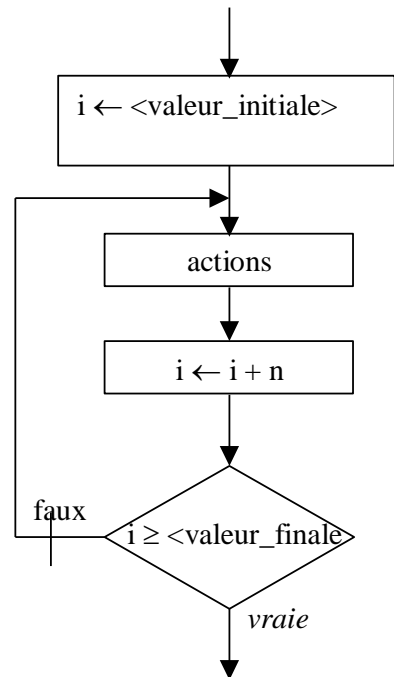 i ← <valeur_initiale>
actions
i ← i + n
faux
i ≥ <valeur_finale
vraie